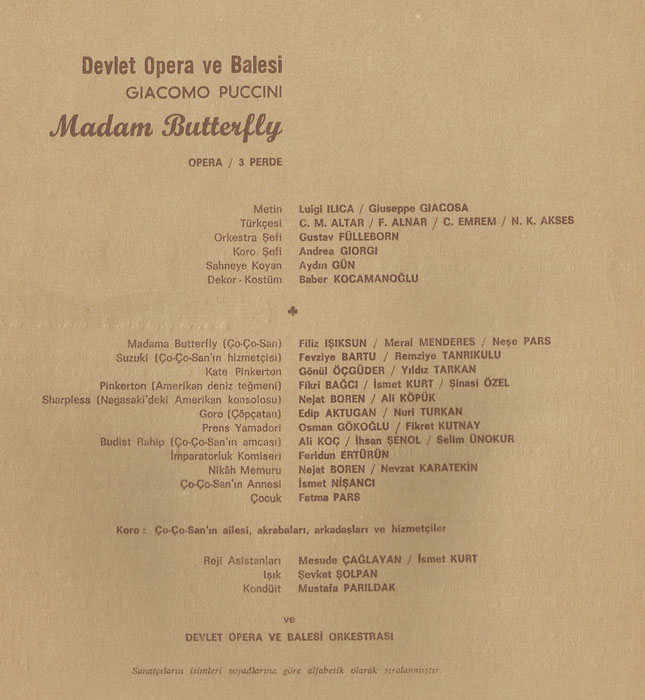 Devlet Opera ve Balesi
GIACOMO PUCCINI
Madam Butterfly
OPERA / 3 PERDE
Metin Luigi ILICA / Giuseppe GIACOSA
Türkçesi C. M. ALTAR / F. ALNAR / C. EMREM / N. K. AKSES
Orkestra Şefi Gustav FÜLLEBORN
Koro Şefi Andrea GIORGI
Sahneye Koyan Aydın GÜN
Dekor - Kostüm Baber KOCAMANOĞLU
Madama Butterfly (Ço-Ço-San) Filiz IŞIKSUN / Meral MENDERES / Neşe PARS
Suzuki (Ço-Ço-San'ın hizmetçisi) Fevziye BARTU / Remziye TANRIKULU
Kate Pinkerton Gönül ÖÇGÜDER / Yıldız TARKAN
Pinkerton (Amerikan deniz teğmeni) Fikri BAĞCI / İsmet KURT / Şinasi ÖZEL
Sharpless (Nagasaki'deki Amerikan konsolosu) Nejat BOREN / Ali KÖPÜK
Goro (Çöpçatan) Edip AKTUGAN / Nuri TURKAN
Prens Yamadori Osman GÖKOĞLU / Fikret KUTNAY
Budist Rahip (Ço-Ço-San'ın amcası) Ali KOÇ / İhsan ŞENOL / Selim ÜNOKUR
İmparatorluk Komiseri Feridun ERTÜRÜN
Nikâh Memuru Nejat BOREN / Nevzat KARATEKİN
Ço-Ço-San'ın Annesi İsmet NİŞANCI
Çocuk Fatma PARS
Koro : Ço-Ço-San'ın ailesi, akrabaları, arkadaşları ve hizmetçiler
Reji Asistanları Mesude ÇAĞLAYAN / İsmet KURT
Işık Şevket ŞOLPAN
Kondüit Mustafa PARILDAK
ve
DEVLET OPERA VE BALESİ ORKESTRASI
Sanatçıların isimleri soyadlarına göre alfabetik olarak sıralanmıştır.